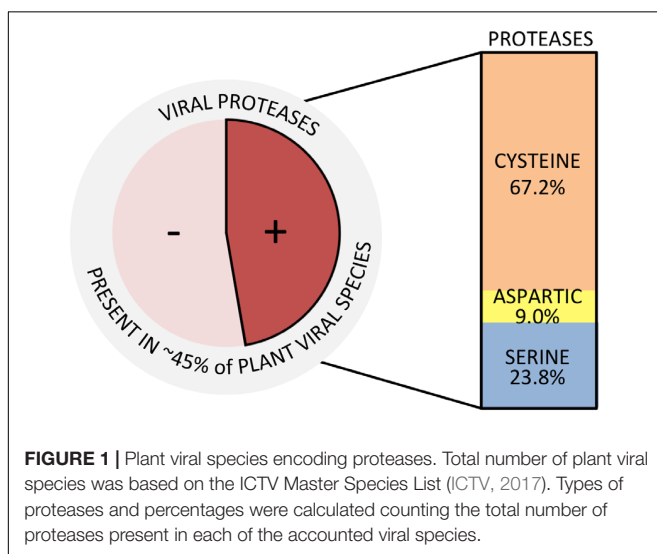 PROTEASES
VIRAL PROTEASES
-
+
PRESENT IN ~45% of PLANT VIRAL SPECIES
CYSTEINE
67.2%
ASPARTIC
9.0%
SERINE
23.8%
FIGURE 1 | Plant viral species encoding proteases. Total number of plant viral
species was based on the ICTV Master Species List (ICTV, 2017). Types of
proteases and percentages were calculated counting the total number of
proteases present in each of the accounted viral species.